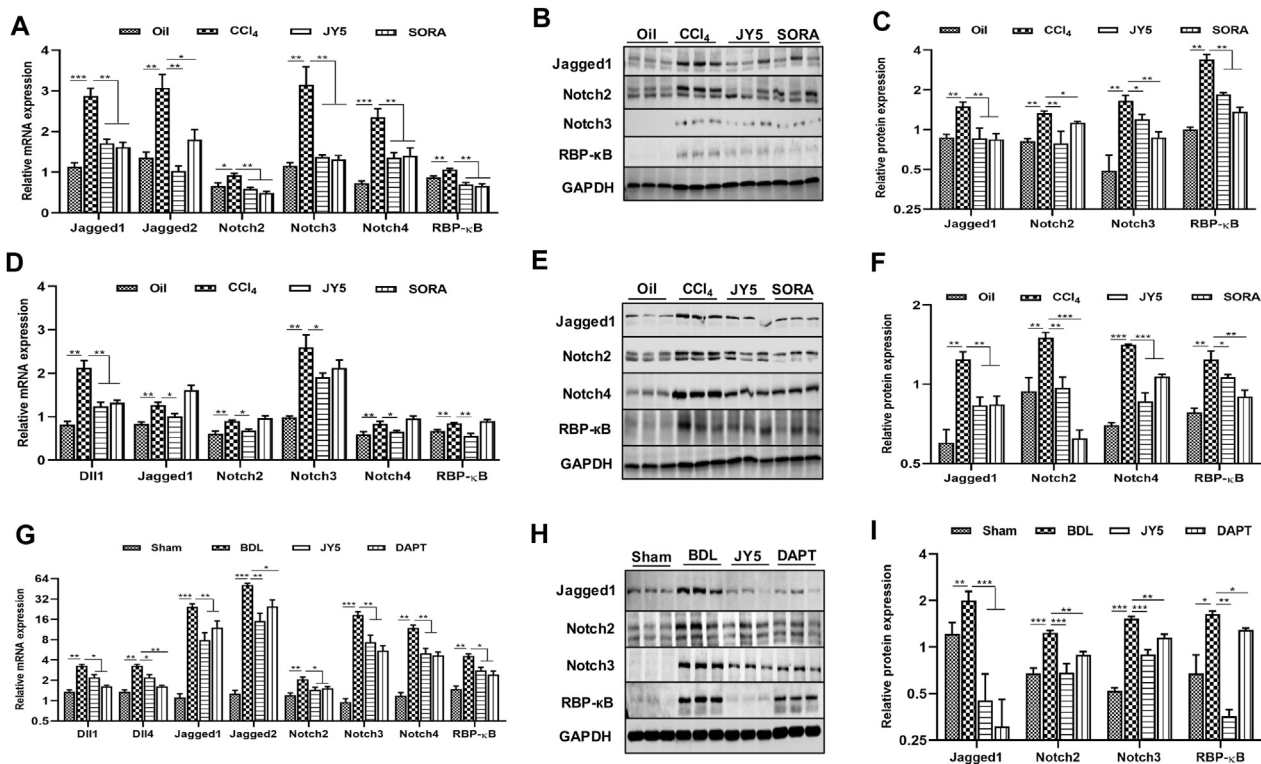 A
Oil CCl4 JY5 SORA
Relative mRNA expression
4
3
2
1
0
*** ** ** ** * ** ** *** ** * ** ** **
Jagged1 Jagged2 Notch2 Notch3 Notch4 RBP-κB
B
Oil CCl4 JY5 SORA
Jagged1
Notch2
Notch3
RBP-κB
GAPDH
C
Oil CCl4 JY5 SORA
Relative protein expression
4
2
1
0.5
0.25
** ** ** ** * ** * ** ** **
Jagged1 Notch2 Notch3 RBP-κB
D
Oil CCl4 JY5 SORA
Relative mRNA expression
4
3
2
1
0
** ** ** * ** * ** * ** * ** **
Dll1 Jagged1 Notch2 Notch3 Notch4 RBP-κB
E
Oil CCl4 JY5 SORA
Jagged1
Notch2
Notch4
RBP-κB
GAPDH
F
Oil CCl4 JY5 SORA
Relative protein expression
2
1
0.5
** ** ** ** *** *** *** ** * **
Jagged1 Notch2 Notch4 RBP-κB
G
Sham BDL JY5 DAPT
Relative mRNA expression
64
32
16
8
4
2
1
0.5
** * ** * ** *** ** *** ** * ** * *** ** *** ** ** *
Dll1 Dll4 Jagged1 Jagged2 Notch2 Notch3 Notch4 RBP-κB
H
Sham BDL JY5 DAPT
Jagged1
Notch2
Notch3
RBP-κB
GAPDH
I
Sham BDL JY5 DAPT
Relative protein expression
4
2
1
0.5
0.25
** *** *** *** ** *** *** ** * ** *
Jagged1 Notch2 Notch3 RBP-κB